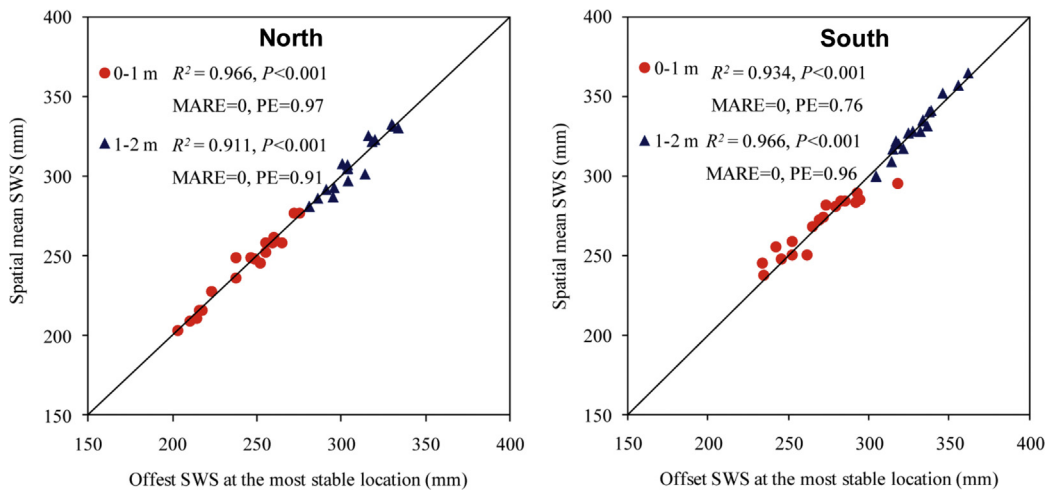 North
0-1 m R² = 0.966, P<0.001
MARE=0, PE=0.97
1-2 m R² = 0.911, P<0.001
MARE=0, PE=0.91
Spatial mean SWS (mm)
400
350
300
250
200
150
150 200 250 300 350 400
Offest SWS at the most stable location (mm)
South
0-1 m R² = 0.934, P<0.001
MARE=0, PE=0.76
1-2 m R² = 0.966, P<0.001
MARE=0, PE=0.96
Spatial mean SWS (mm)
400
350
300
250
200
150
150 200 250 300 350 400
Offset SWS at the most stable location (mm)